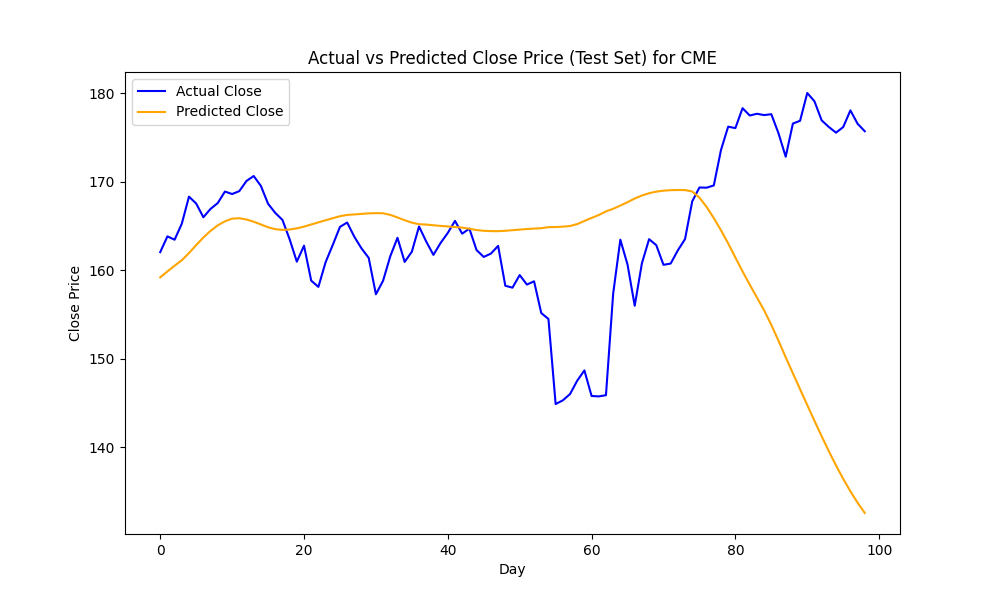 Actual vs Predicted Close Price (Test Set) for CME
Actual Close
Predicted Close
180
170
160
150
140
Close Price
0 20 40 60 80 100
Day